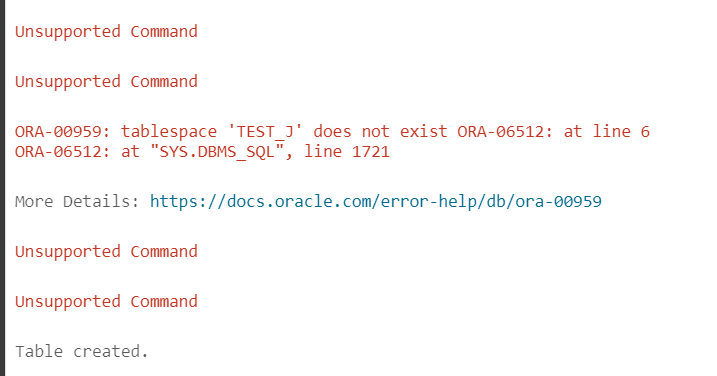 Unsupported Command
Unsupported Command
ORA-00959: tablespace 'TEST_J' does not exist ORA-06512: at line 6
ORA-06512: at "SYS.DBMS_SQL", line 1721
More Details: https://docs.oracle.com/error-help/db/ora-00959
Unsupported Command
Unsupported Command
Table created.